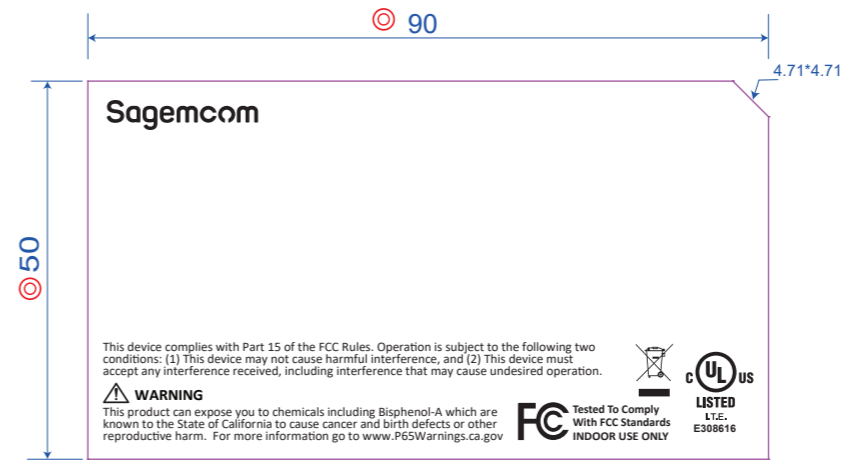 90
4.71*4.71
Sagemcom
50
This device complies with Part 15 of the FCC Rules. Operation is subject to the following two
conditions: (1) This device may not cause harmful interference, and (2) This device must
accept any interference received, including interference that may cause undesired operation.
WARNING
This product can expose you to chemicals including Bisphenol-A which are
known to the State of California to cause cancer and birth defects or other
reproductive harm. For more information go to www.P65Warnings.ca.gov
FC
Tested To Comply
With FCC Standards
INDOOR USE ONLY
C UL US
LISTED
I.T.E.
E308616